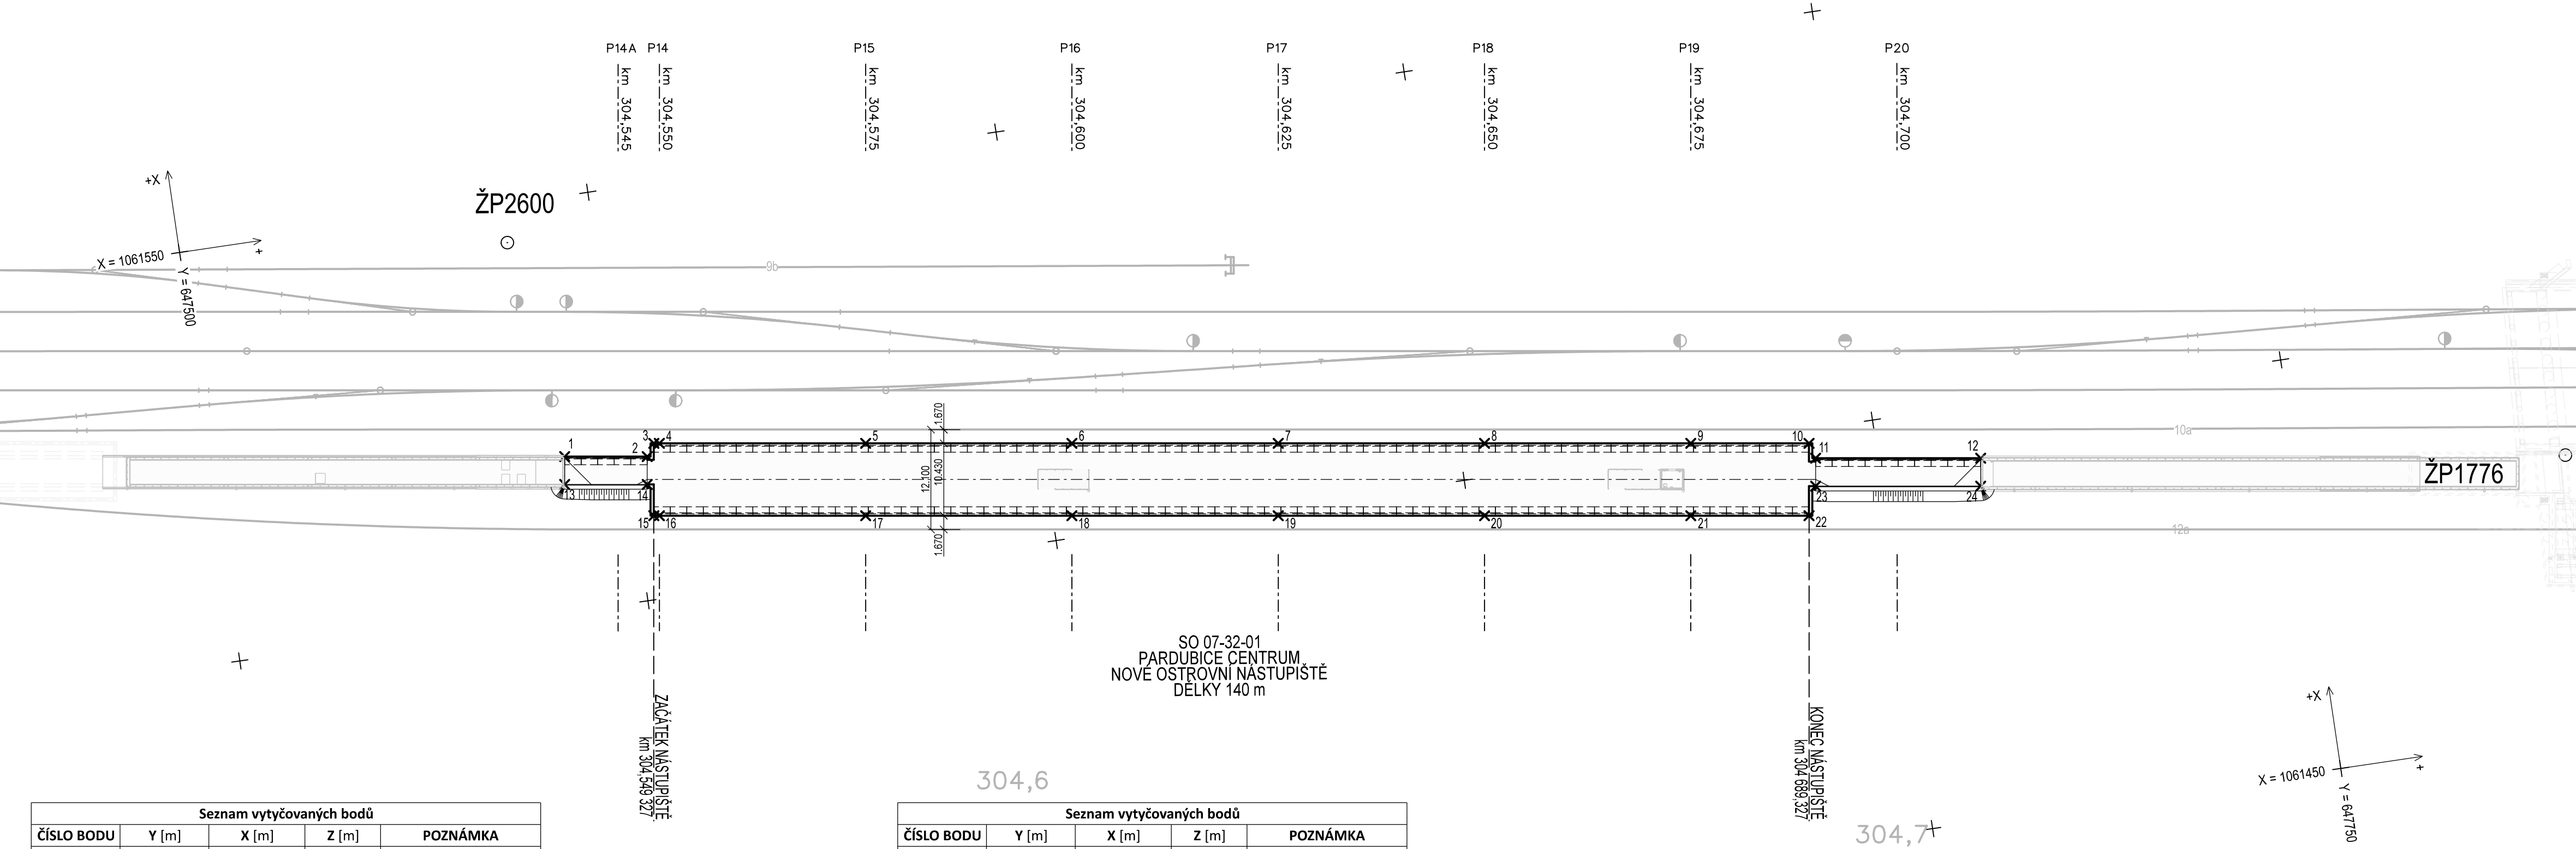 P14A P14 P15 P16 P17 P18 P19 P20
km 304,545
km 304,550
km 304,575
km 304,600
km 304,625
km 304,650
km 304,675
km 304,700
+X
ŽP2600
X = 1061550
+
Y = 647500
9b
1 2 3 4 5 6 7 8 9 10 11 12
1.670
10a
12.100
10.430
ŽP1776
13 14 23 24
15 16 17 18 19 20 21 22
1.670
12a
SO 07-32-01
PARDUBICE CENTRUM
NOVÉ OSTROVNÍ NÁSTUPIŠTĚ
DÉLKY 140 m
ZAČÁTEK NÁSTUPIŠTĚ
km 304,549 327
KONEC NÁSTUPIŠTĚ
km 304 689,327
+X
X = 1061450
+
Y = 647750
304,6
304,7
Seznam vytyčovaných bodů
ČÍSLO BODU Y [m] X [m] Z [m] POZNÁMKA
Seznam vytyčovaných bodů
ČÍSLO BODU Y [m] X [m] Z [m] POZNÁMKA